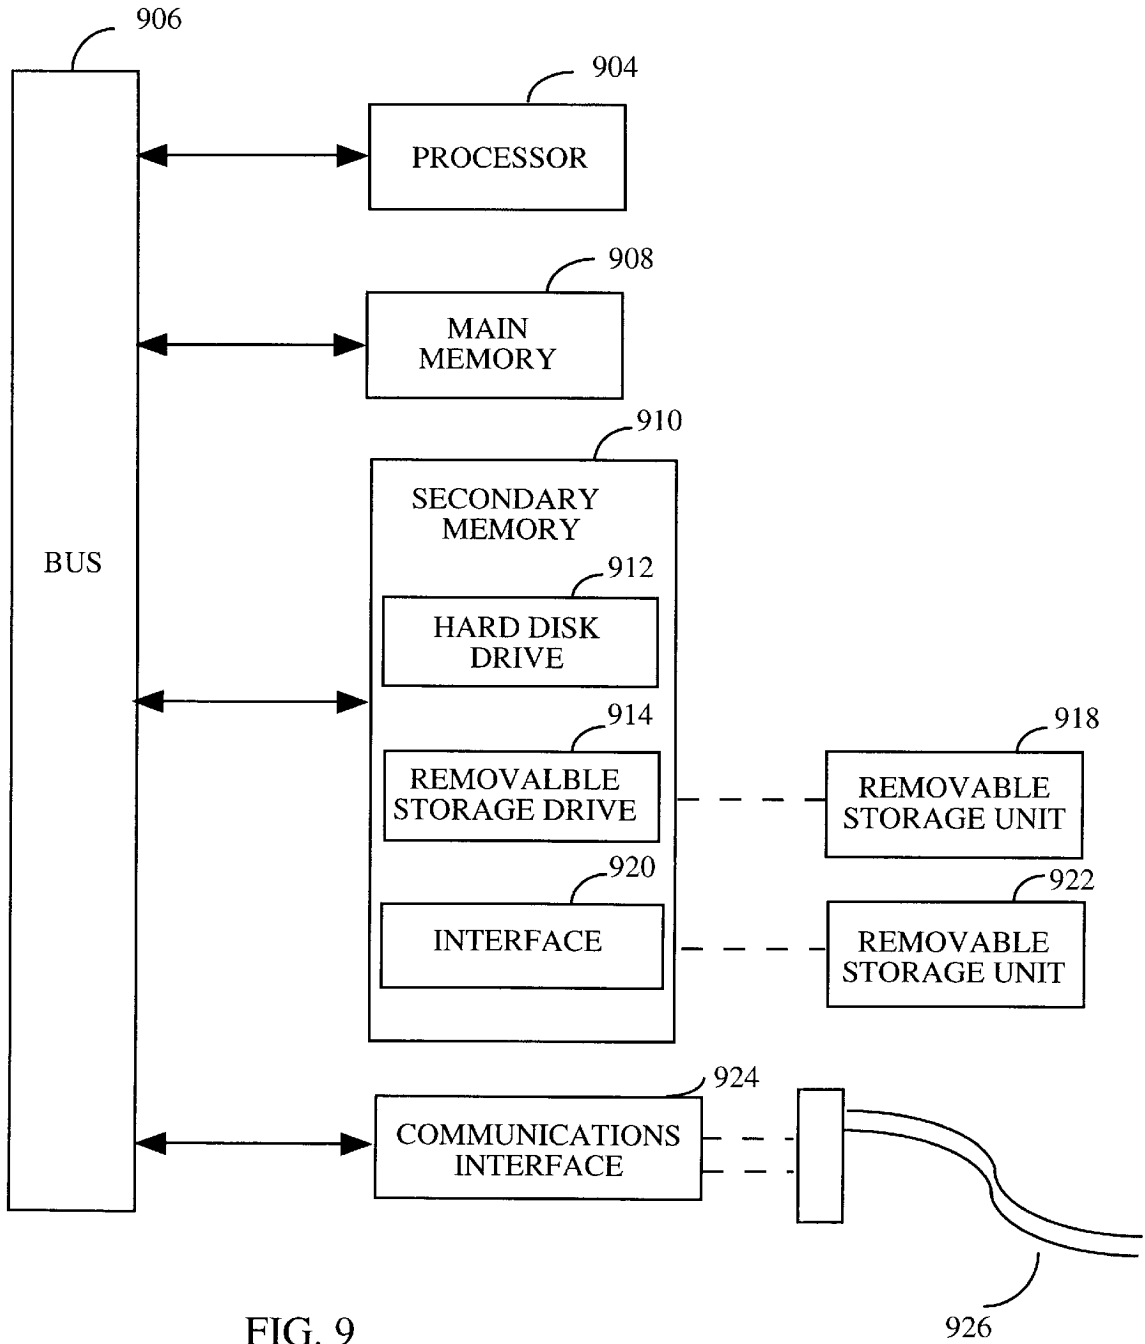 906
904
PROCESSOR
908
MAIN
MEMORY
910
SECONDARY
MEMORY
BUS
912
HARD DISK
DRIVE
914
918
REMOVALBLE
STORAGE DRIVE
REMOVABLE
STORAGE UNIT
920
922
INTERFACE
REMOVABLE
STORAGE UNIT
924
COMMUNICATIONS
INTERFACE
926
FIG. 9